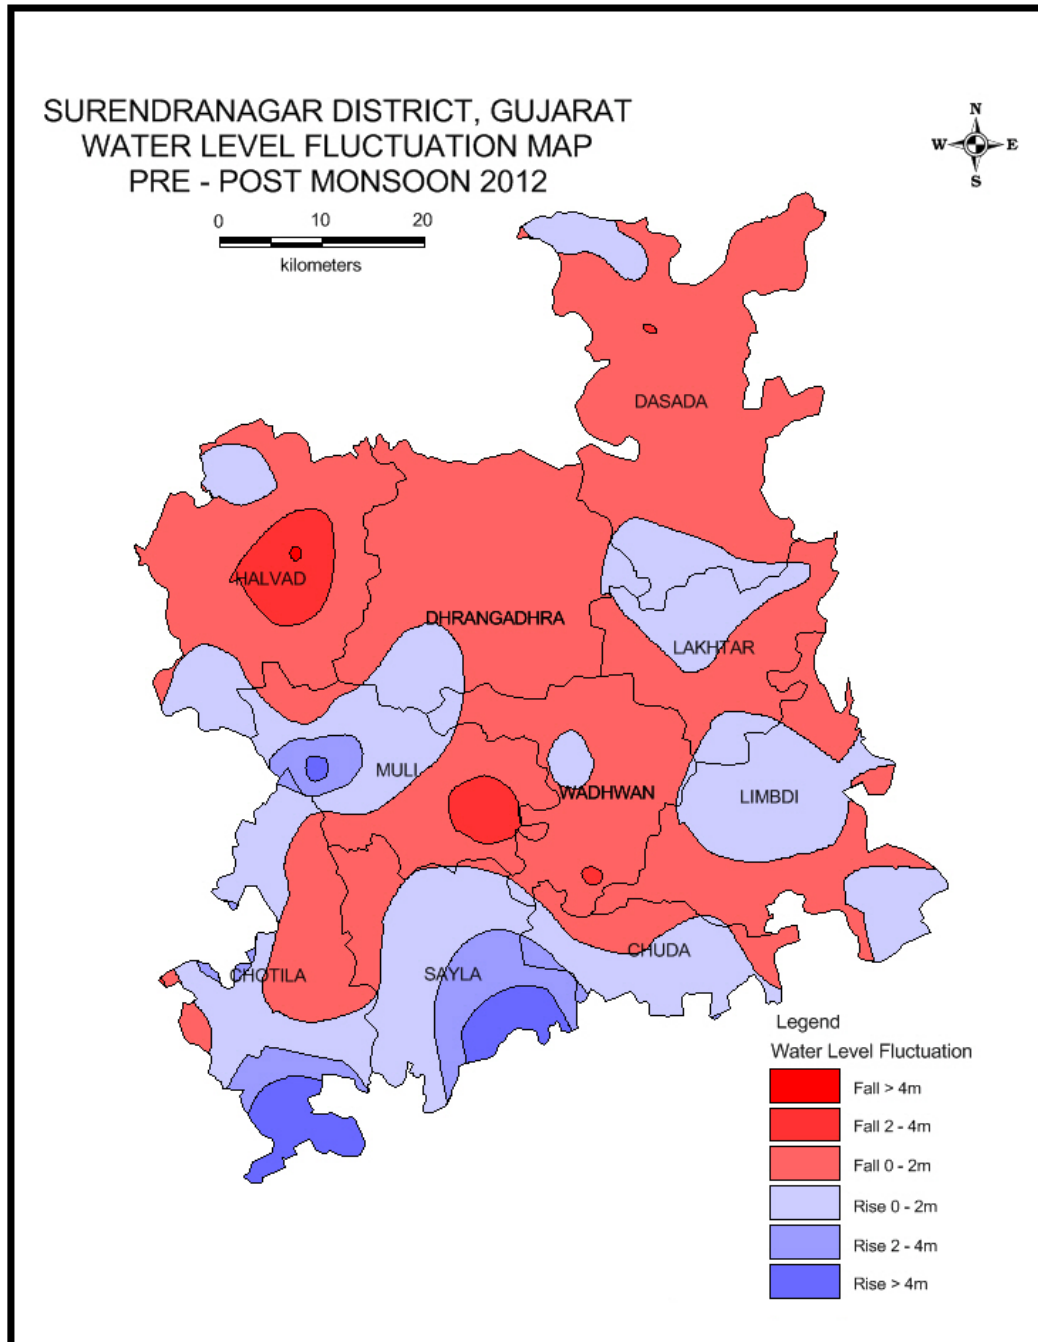 SURENDRANAGAR DISTRICT, GUJARAT
WATER LEVEL FLUCTUATION MAP
PRE - POST MONSOON 2012
0 10 20
kilometers
N
W E
S
DASADA
HALVAD
DHRANGADHRA
LAKHTAR
MULI
WADHWAN
LIMBDI
CHUDA
CHOTILA
SAYLA
Legend
Water Level Fluctuation
Fall > 4m
Fall 2 - 4m
Fall 0 - 2m
Rise 0 - 2m
Rise 2 - 4m
Rise > 4m